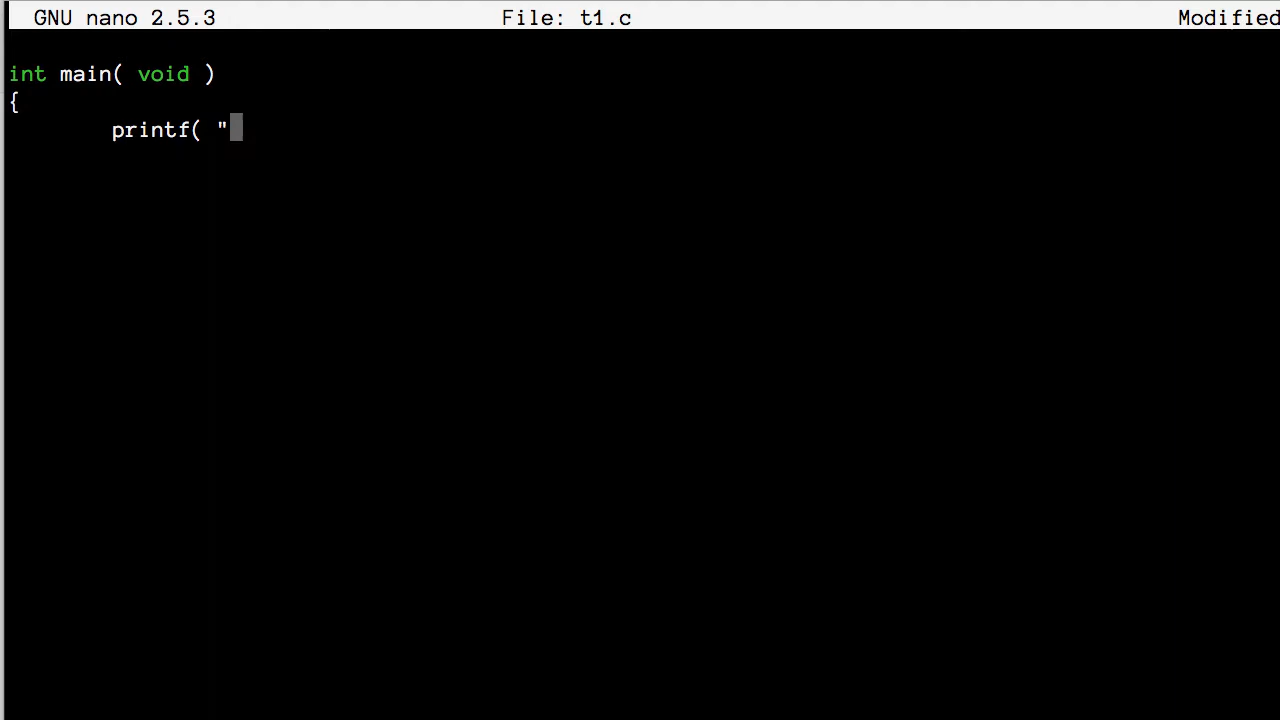 GNU nano 2.5.3 File: t1.c Modified
int main( void )
{
printf( "